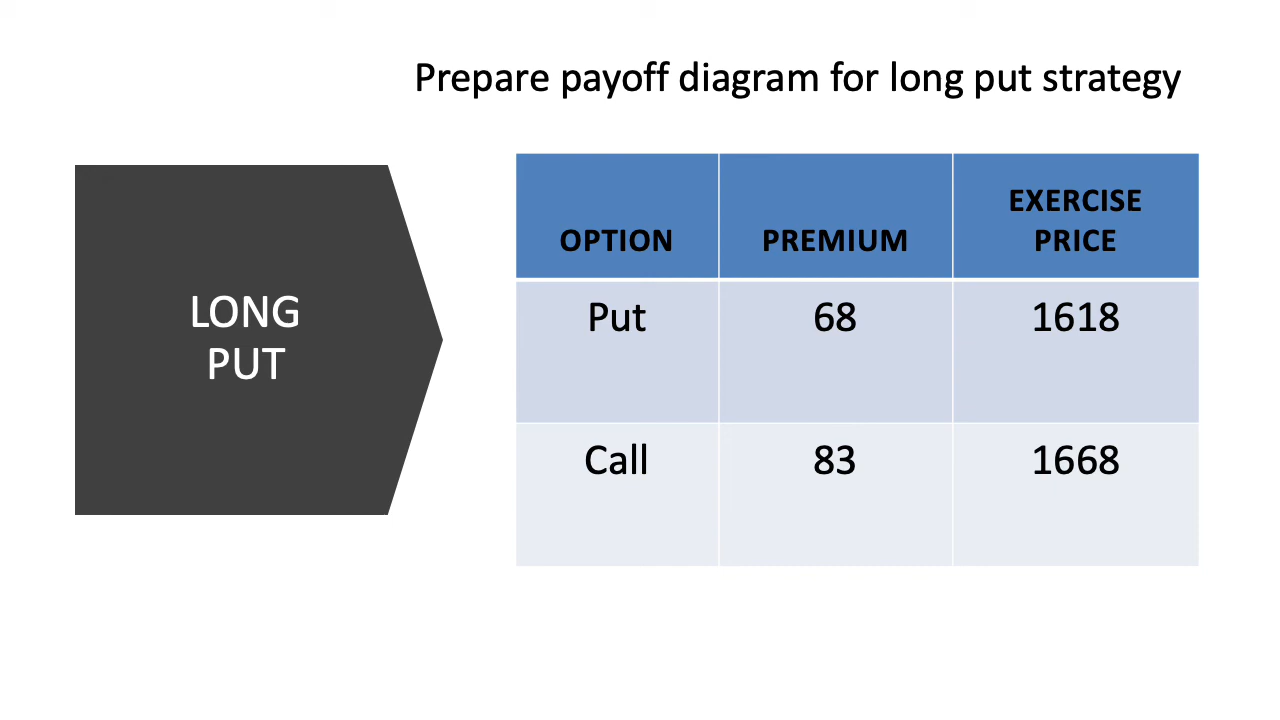 Prepare payoff diagram for long put strategy
LONG
PUT
OPTION PREMIUM EXERCISE PRICE
Put 68 1618
Call 83 1668